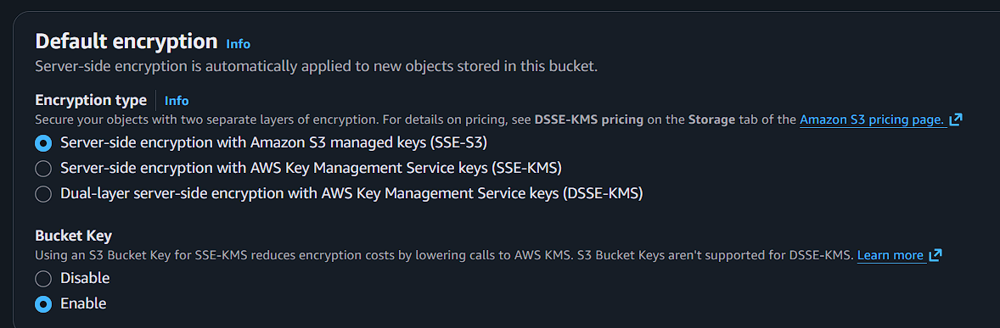 Default encryption Info
Server-side encryption is automatically applied to new objects stored in this bucket.
Encryption type Info
Secure your objects with two separate layers of encryption. For details on pricing, see DSSE-KMS pricing on the Storage tab of the Amazon S3 pricing page.
Server-side encryption with Amazon S3 managed keys (SSE-S3)
Server-side encryption with AWS Key Management Service keys (SSE-KMS)
Dual-layer server-side encryption with AWS Key Management Service keys (DSSE-KMS)
Bucket Key
Using an S3 Bucket Key for SSE-KMS reduces encryption costs by lowering calls to AWS KMS. S3 Bucket Keys aren't supported for DSSE-KMS. Learn more
Disable
Enable